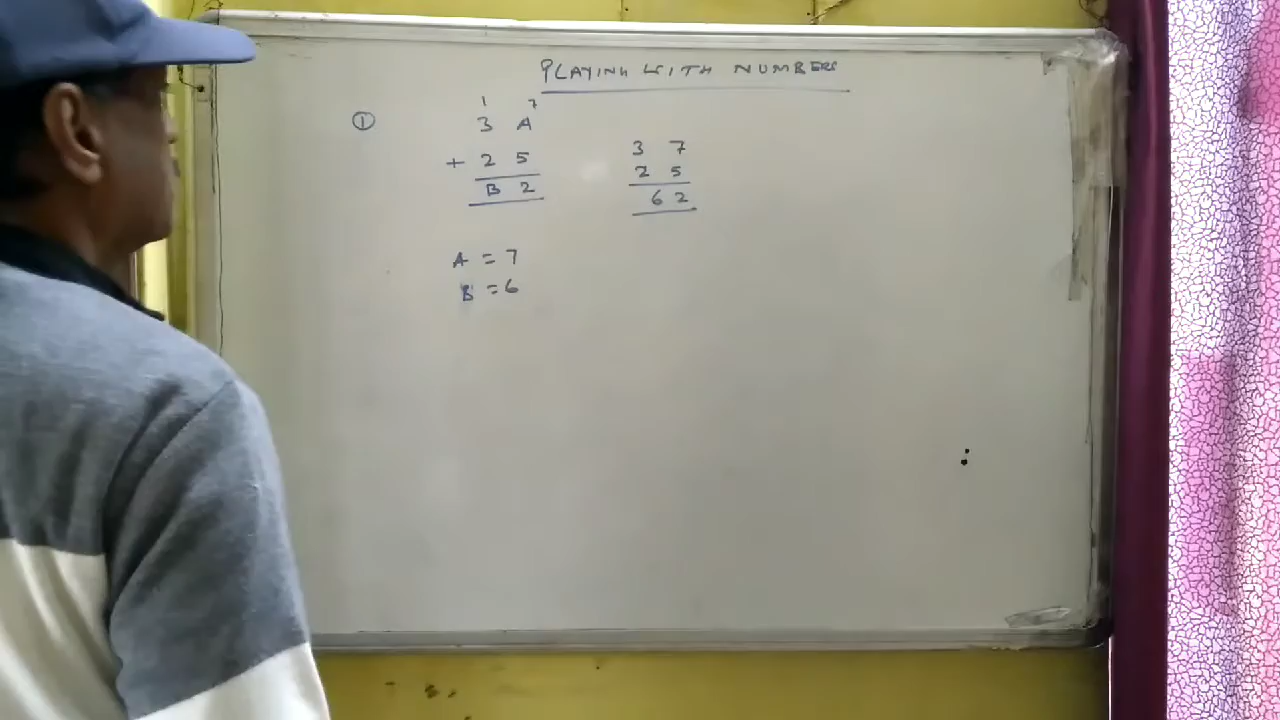 PLAYING WITH NUMBERS
①
1 7
3 A
+ 2 5
B 2
3 7
2 5
6 2
A = 7
B = 6